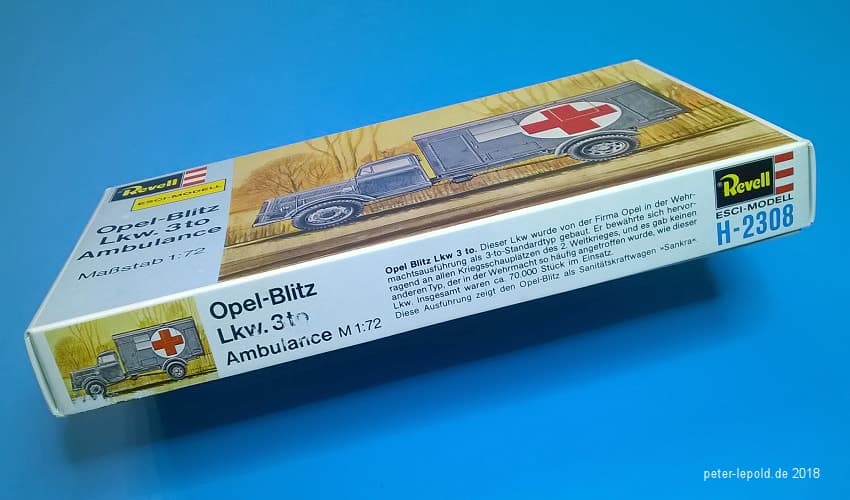 Revell
ESCI-MODELL
Opel-Blitz
Lkw. 3to
Ambulance
Maßstab 1:72
Opel-Blitz
Lkw. 3to
Ambulance M 1:72
Opel Blitz Lkw 3 to. Dieser Lkw wurde von der Firma Opel in der Wehr-
machtsausführung als 3-to-Standardtyp gebaut. Er bewährte sich hervor-
ragend an allen Kriegsschauplätzen des 2. Weltkrieges, und es gab keinen
anderen Typ, der in der Wehrmacht so häufig angetroffen wurde, wie dieser
Lkw. Insgesamt waren ca. 70.000 Stück im Einsatz.
Diese Ausführung zeigt den Opel-Blitz als Sanitätskraftwagen »Sankra«.
Revell
ESCI-MODELL
H-2308
peter-lepold.de 2018